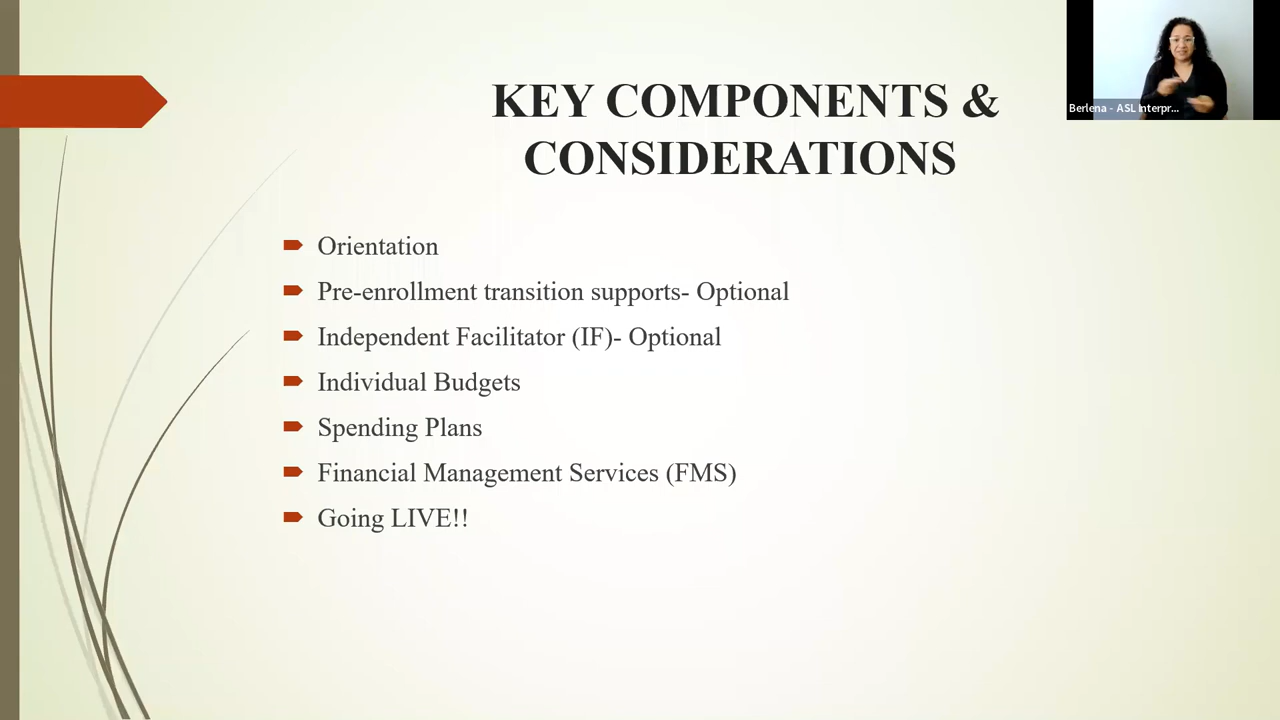 KEY COMPONENTS &
CONSIDERATIONS
Berlena - ASL Interpr...
Orientation
Pre-enrollment transition supports- Optional
Independent Facilitator (IF)- Optional
Individual Budgets
Spending Plans
Financial Management Services (FMS)
Going LIVE!!